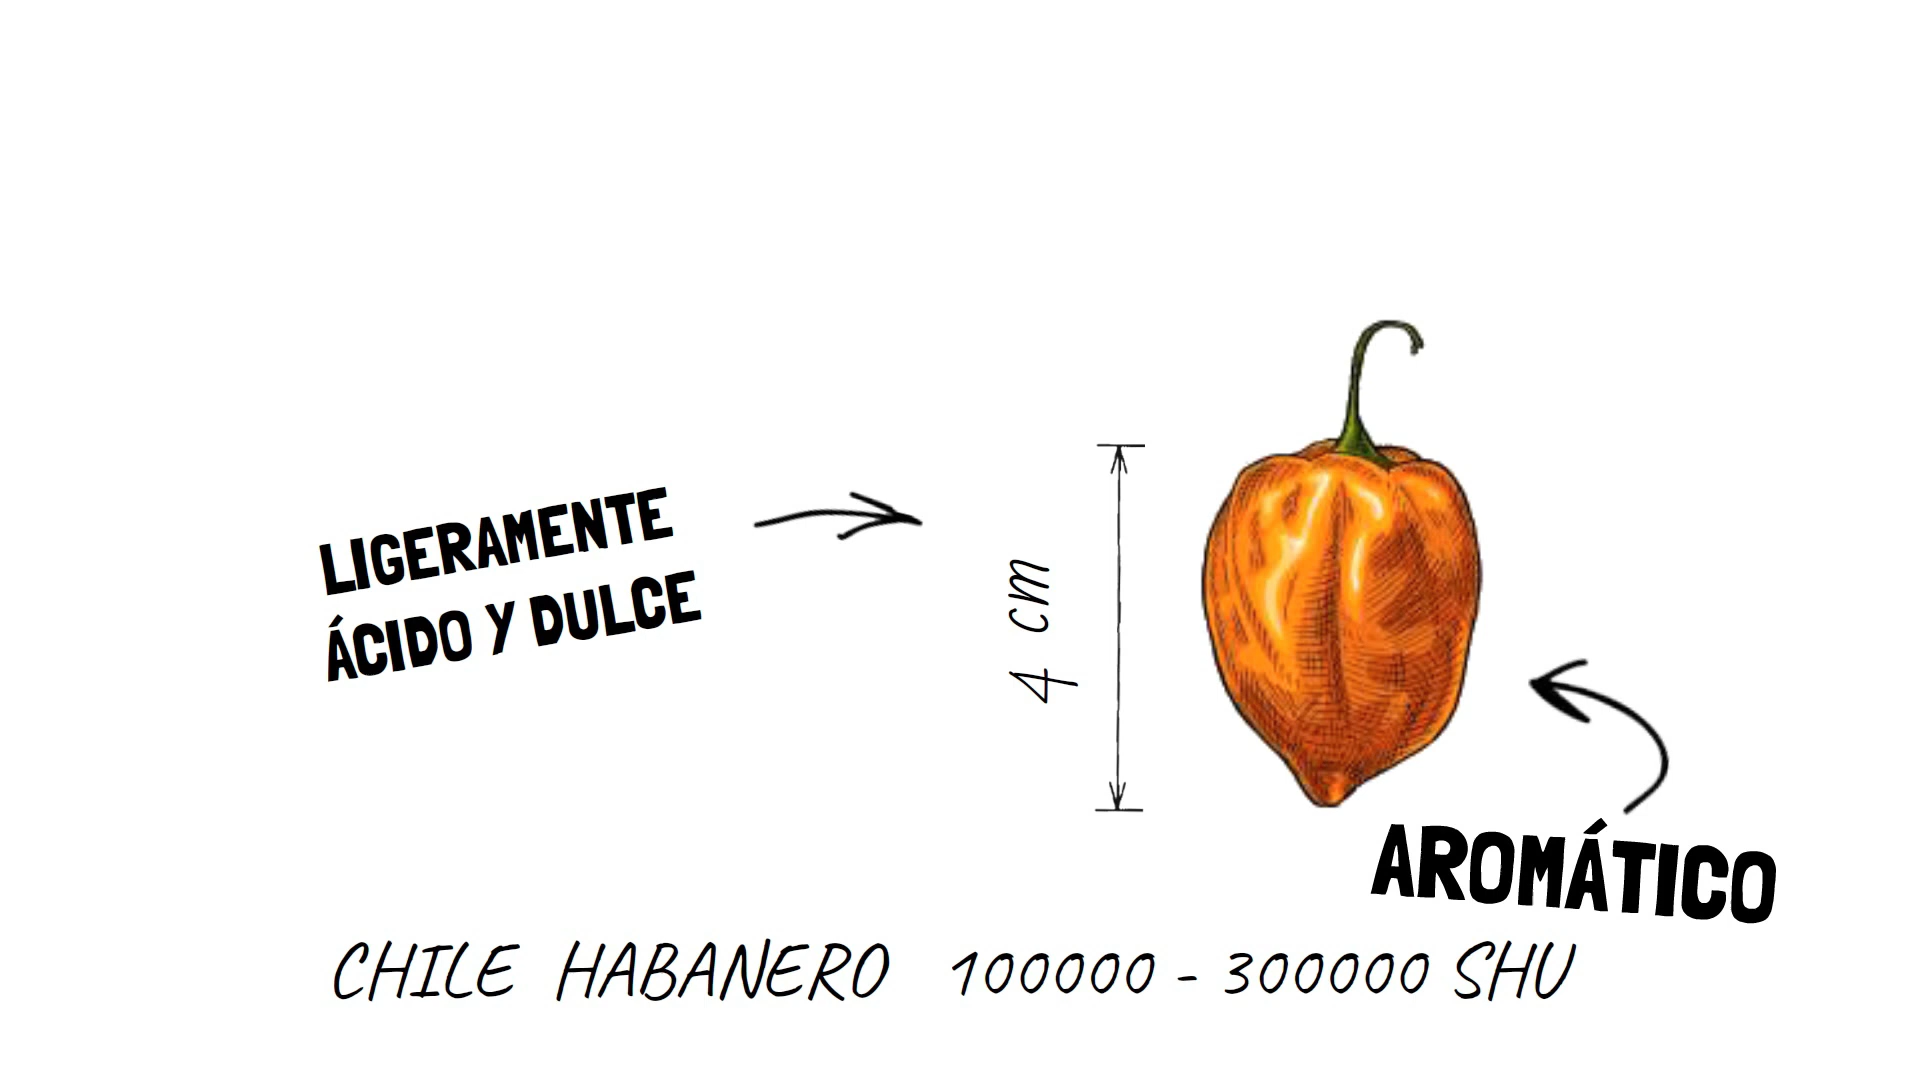 LIGERAMENTE
ÁCIDO Y DULCE
4 cm
AROMÁTICO
CHILE HABANERO 100000 - 300000 SHU